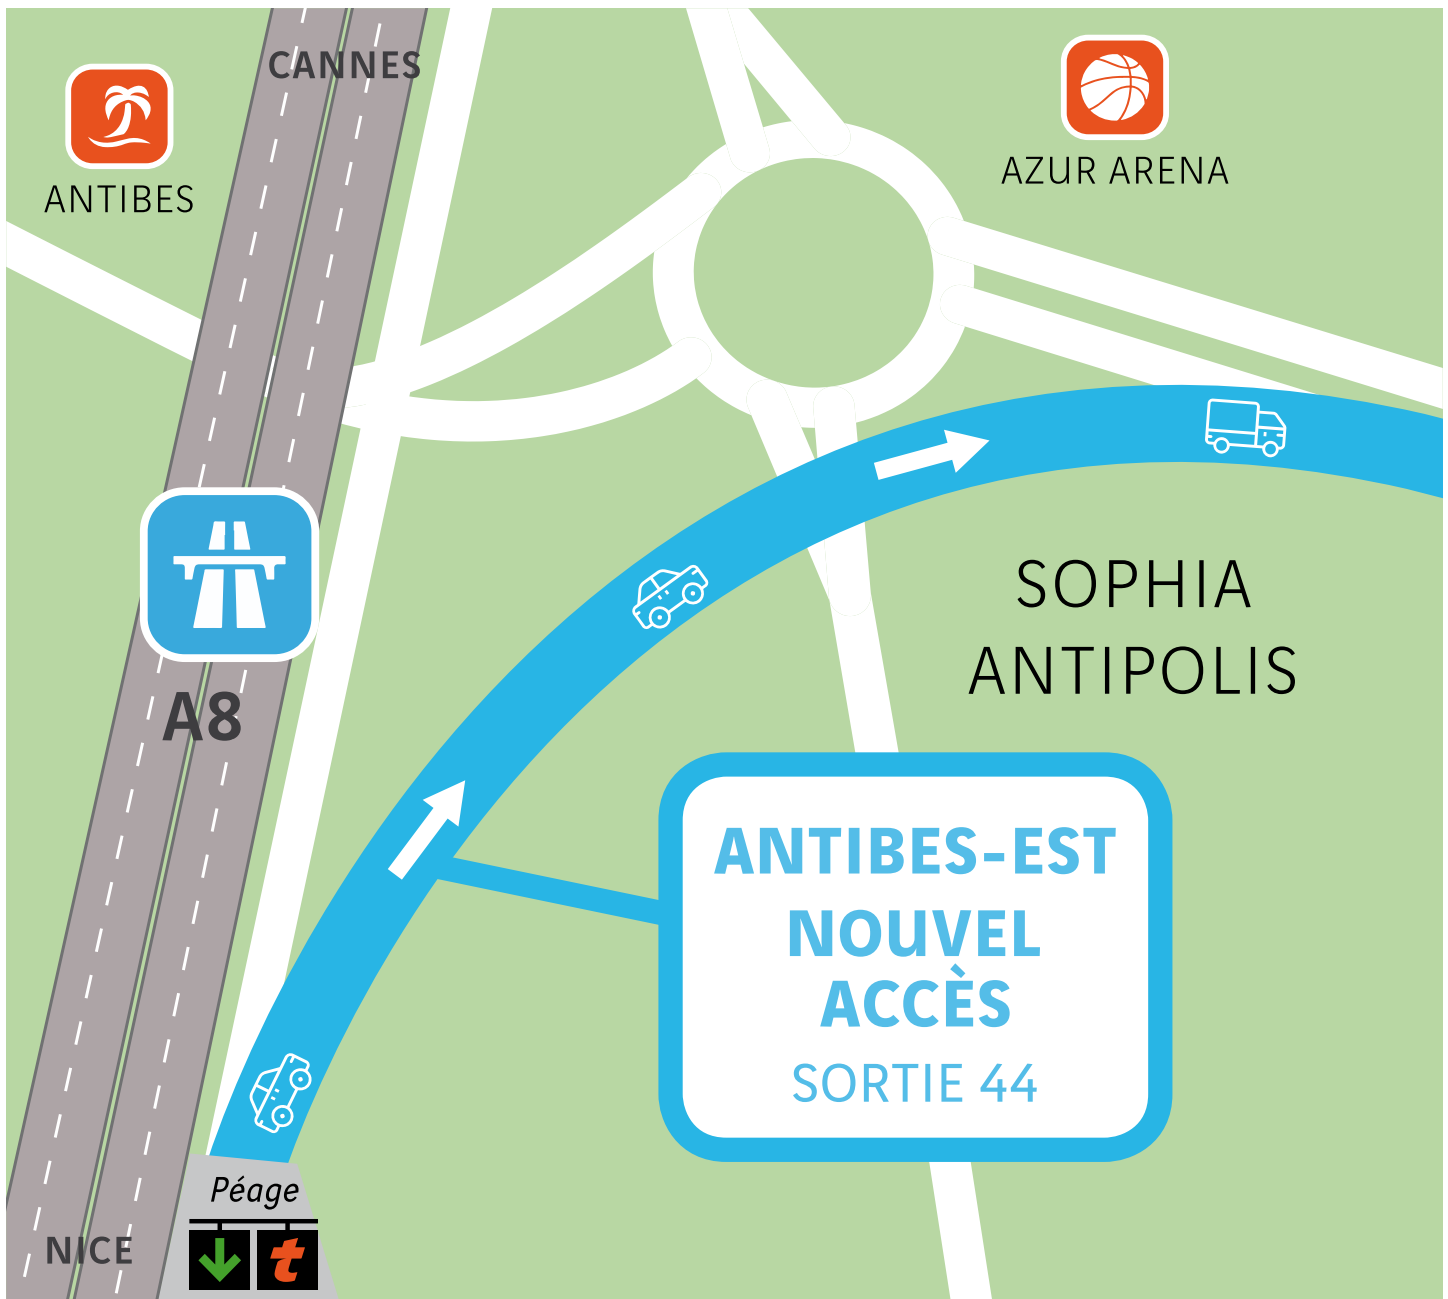 CANNES
ANTIBES
AZUR ARENA
SOPHIA
ANTIPOLIS
A8
ANTIBES-EST
NOUVEL
ACCÈS
SORTIE 44
Péage
NICE
t